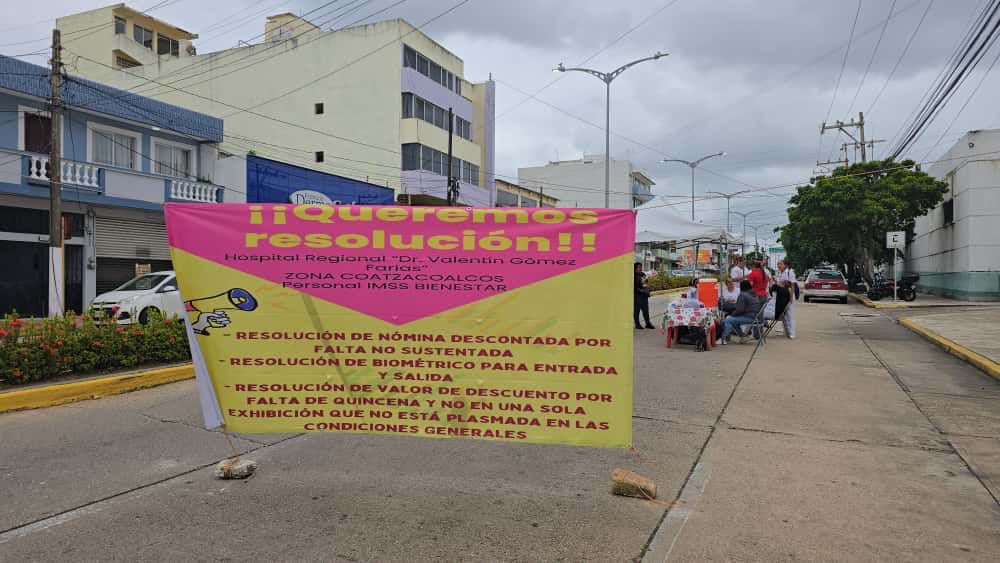 ¡¡Queremos
resolución!!
Hospital Regional "Dr. Valentín Gómez
Farías"
ZONA COATZACOALCOS
Personal IMSS BIENESTAR
- RESOLUCIÓN DE NÓMINA DESCONTADA POR
FALTA NO SUSTENTADA
- RESOLUCIÓN DE BIOMÉTRICO PARA ENTRADA
Y SALIDA
- RESOLUCIÓN DE VALOR DE DESCUENTO POR
FALTA DE QUINCENA Y NO EN UNA SOLA
EXHIBICIÓN QUE NO ESTÁ PLASMADA EN LAS
CONDICIONES GENERALES